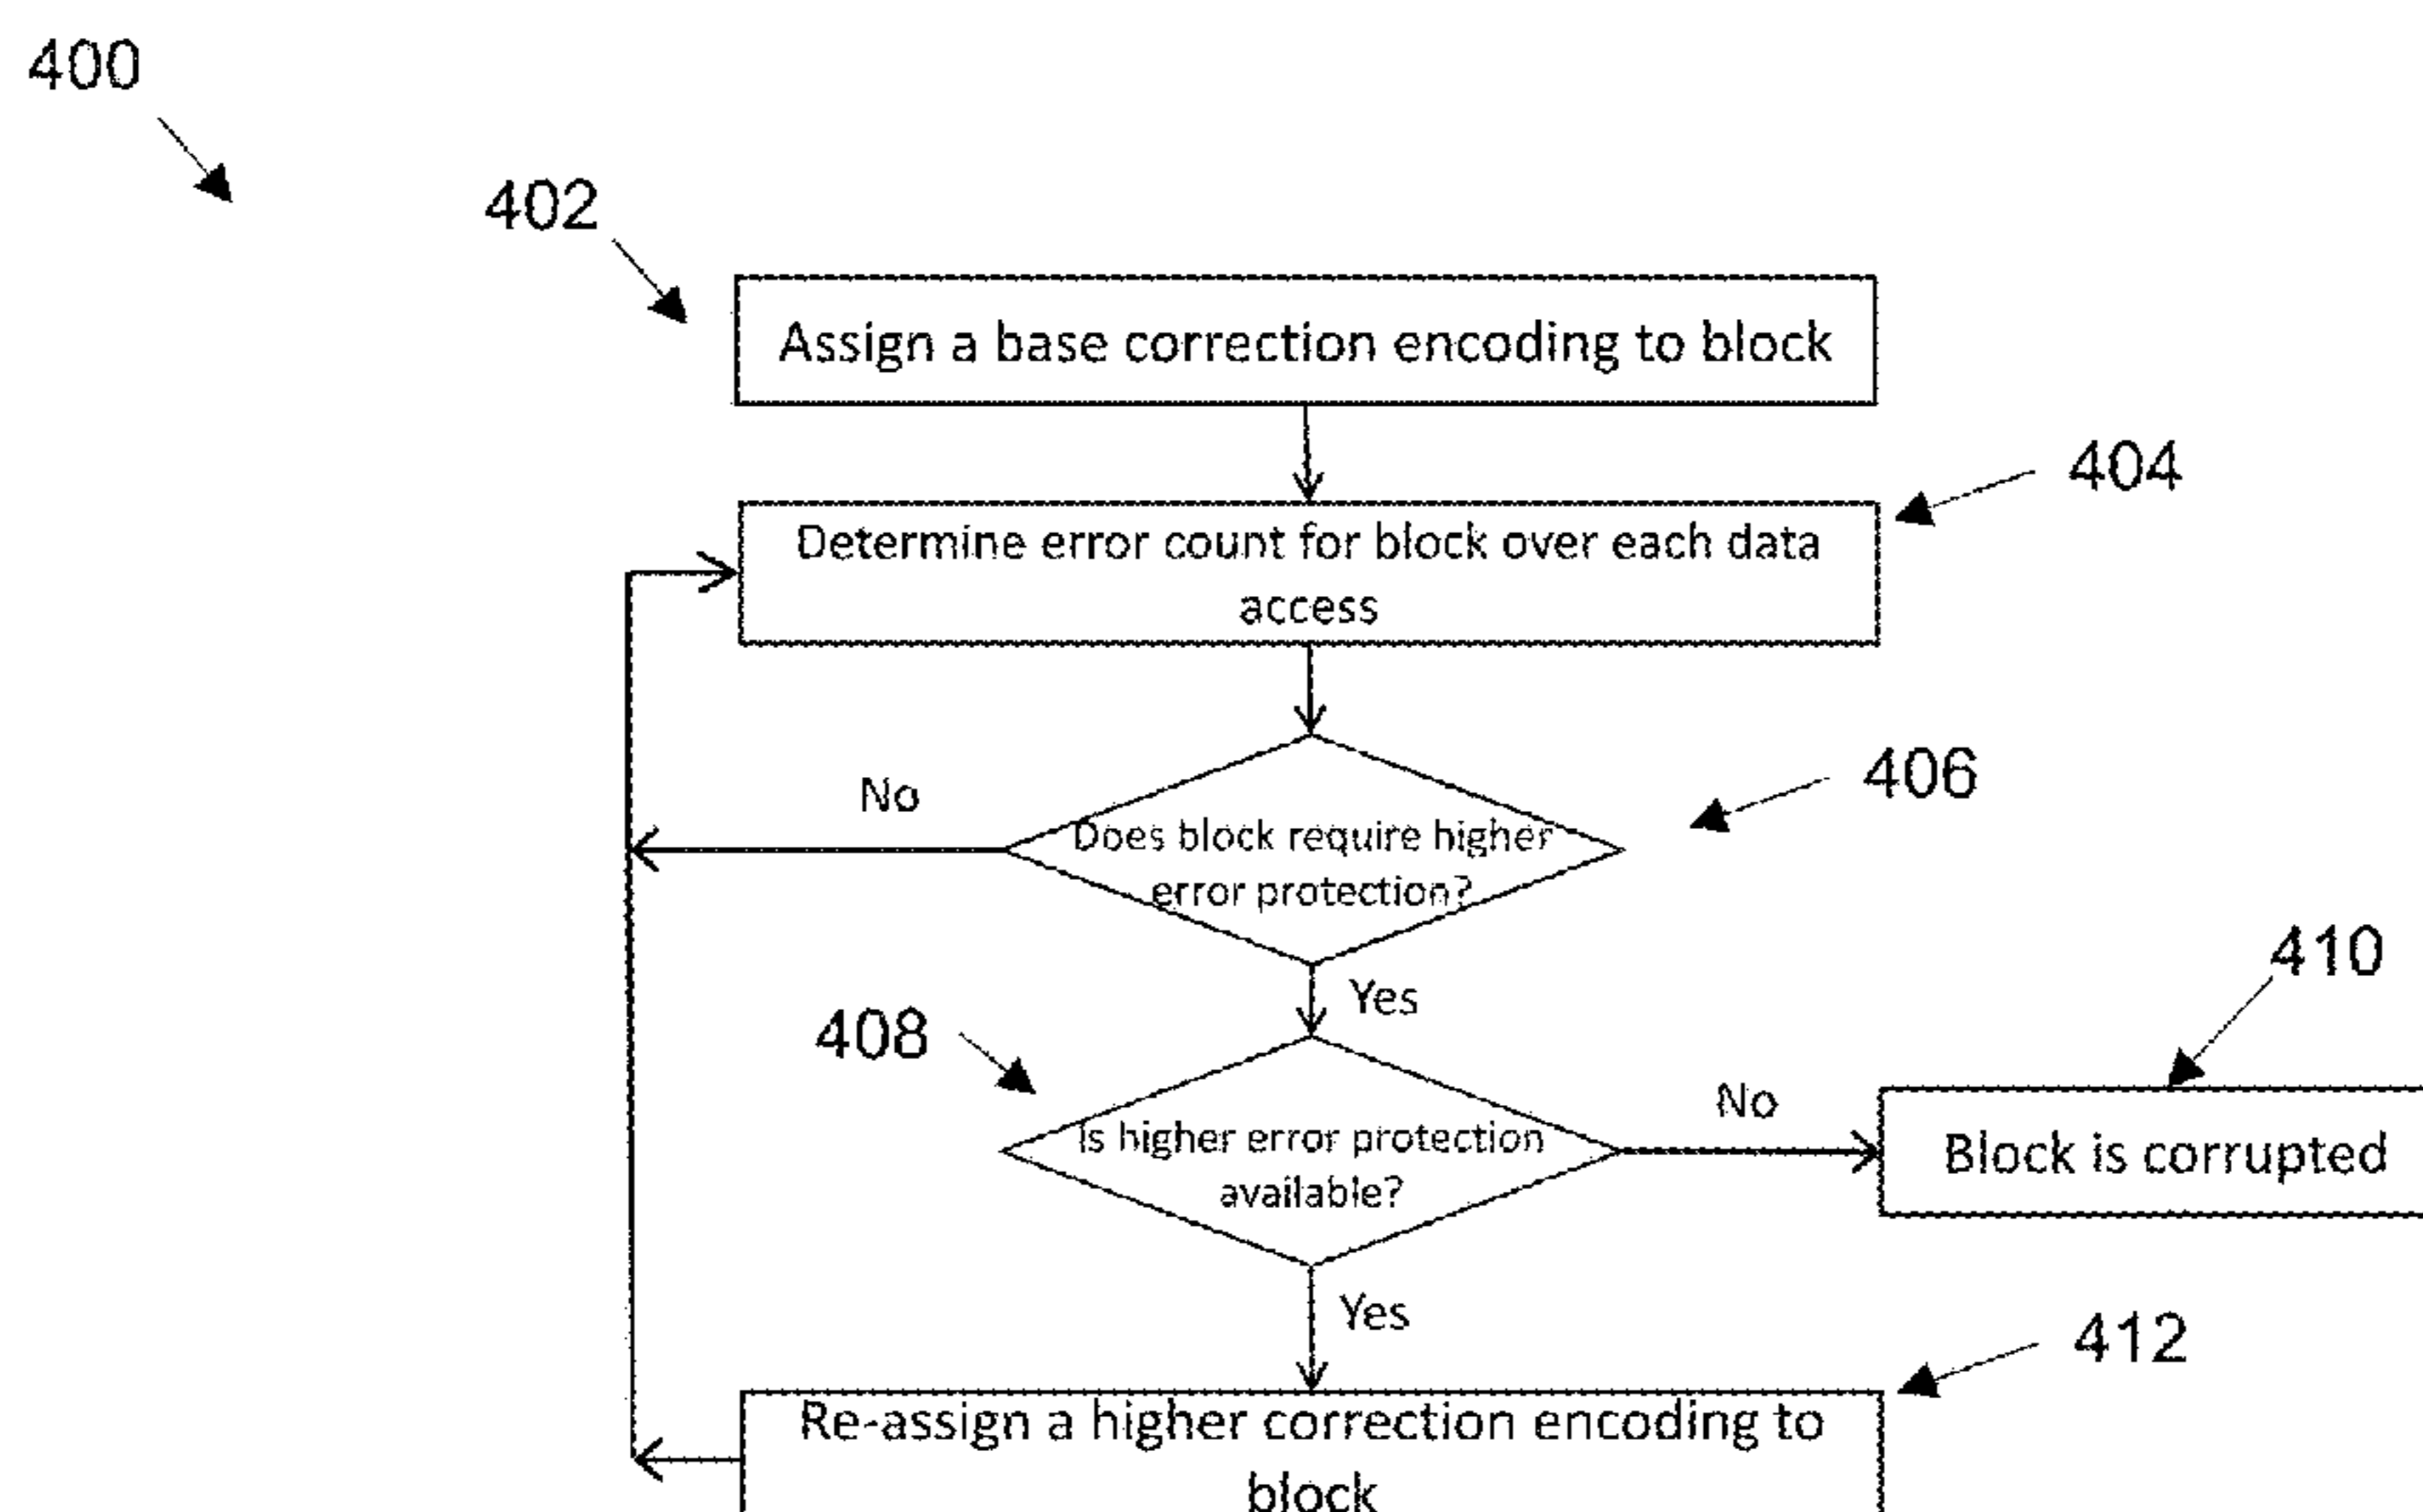 400
402
Assign a base correction encoding to block
404
Determine error count for block over each data
access
406
No
Does block require higher
error protection?
410
Yes
408
No
Is higher error protection
available?
Block is corrupted
Yes
412
Re-assign a higher correction encoding to
block